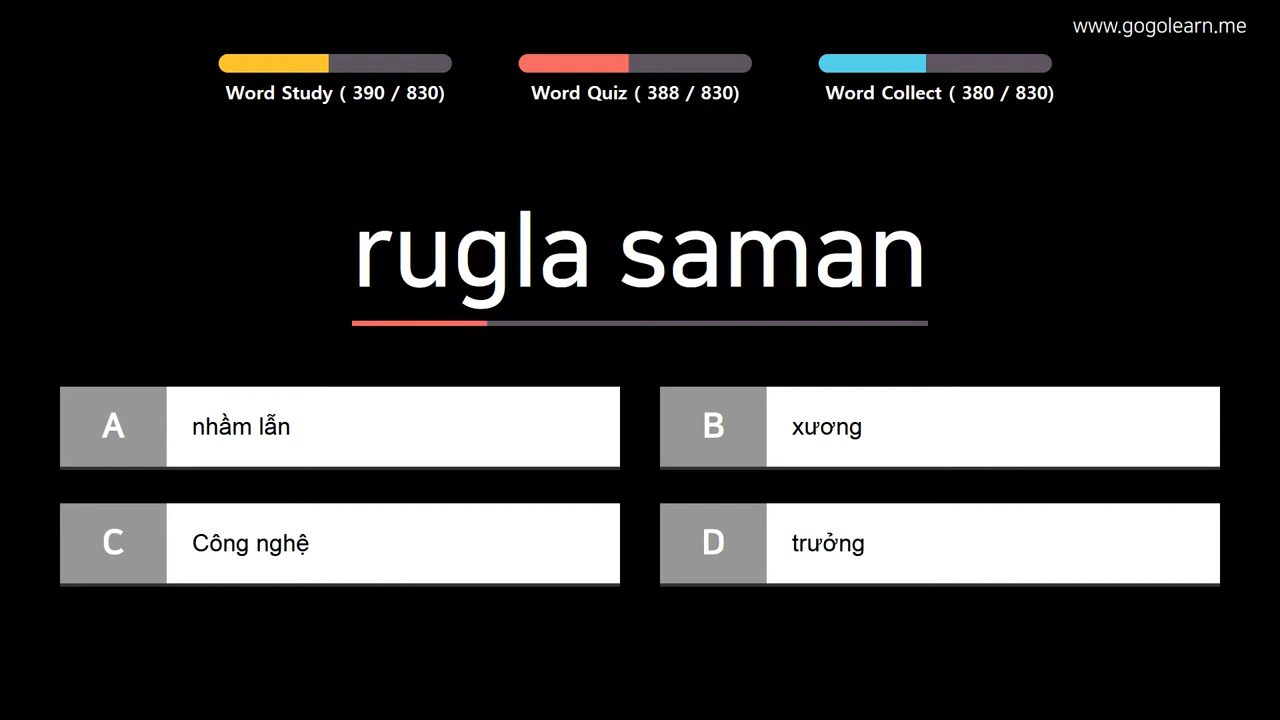 www.gogolearn.me
Word Study ( 390 / 830)
Word Quiz ( 388 / 830)
Word Collect ( 380 / 830)
rugla saman
A nhầm lẫn
B xương
C Công nghệ
D trưởng